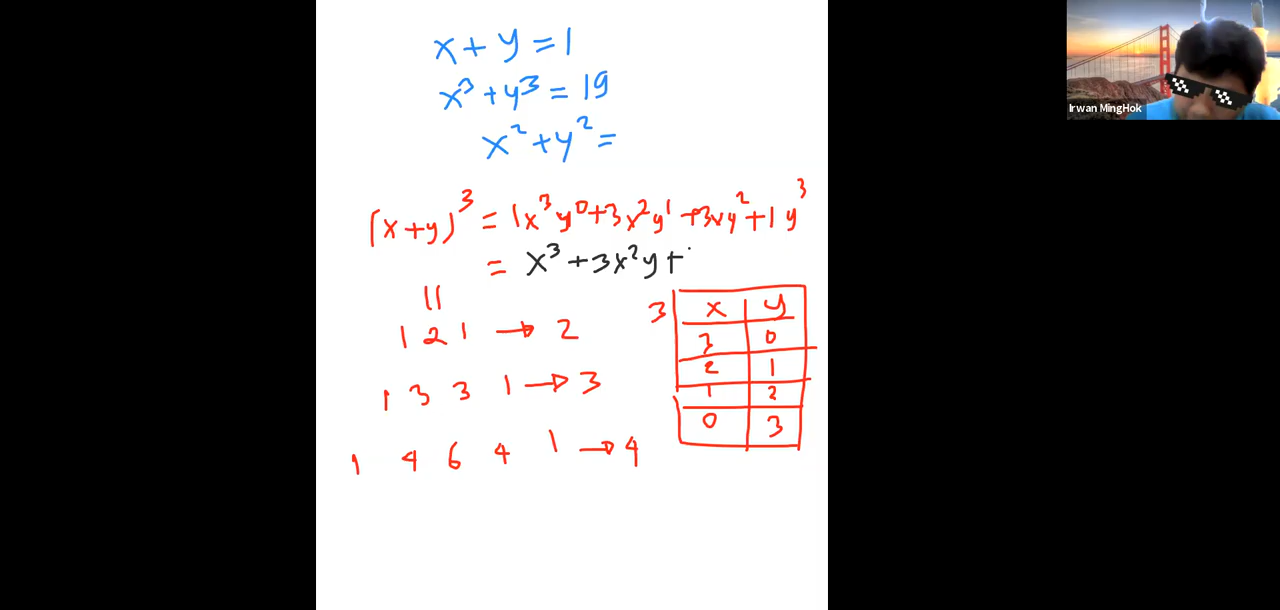 x + y = 1
x³ + y³ = 19
x² + y² =
(x + y)³ = 1x³y⁰ + 3x²y¹ + 3xy² + 1y³
= x³ + 3x²y +
11
1 2 1 → 2
1 3 3 1 → 3
1 4 6 4 1 → 4
3
x y
3 0
2 1
1 2
0 3
Irwan MingHok